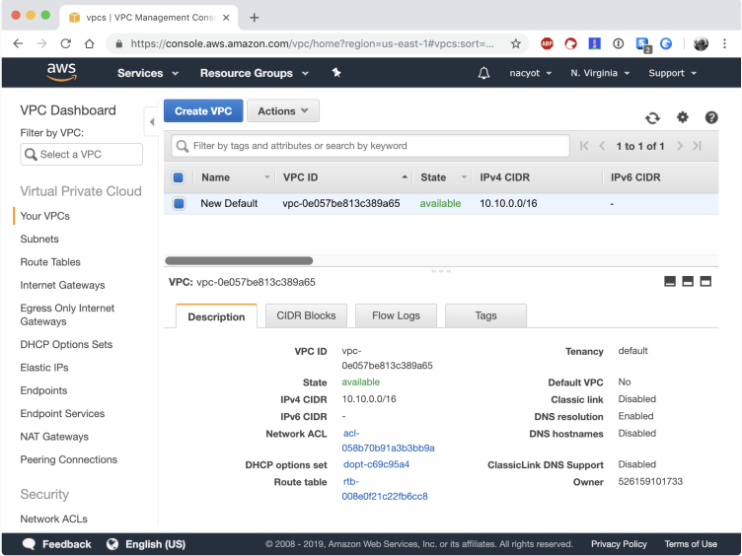 vpcs | VPC Management Cons
https://console.aws.amazon.com/vpc/home?region=us-east-1#vpcs:sort=...
ABP
2
aws
Services
Resource Groups
nacyot
N. Virginia
Support
VPC Dashboard
Filter by VPC:
Select a VPC
Virtual Private Cloud
Your VPCs
Subnets
Route Tables
Internet Gateways
Egress Only Internet
Gateways
DHCP Options Sets
Elastic IPs
Endpoints
Endpoint Services
NAT Gateways
Peering Connections
Security
Network ACLs
Create VPC
Actions
Filter by tags and attributes or search by keyword
1 to 1 of 1
Name VPC ID State IPv4 CIDR IPv6 CIDR
New Default vpc-0e057be813c389a65 available 10.10.0.0/16 -
VPC: vpc-0e057be813c389a65
Description CIDR Blocks Flow Logs Tags
VPC ID vpc-
0e057be813c389a65
State available
IPv4 CIDR 10.10.0.0/16
IPv6 CIDR -
Network ACL acl-
058b70b91a3b3bb9a
DHCP options set dopt-c69c95a4
Route table rtb-
008e0f21c22fb6cc8
Tenancy default
Default VPC No
Classic link Disabled
DNS resolution Enabled
DNS hostnames Disabled
ClassicLink DNS Support Disabled
Owner 526159101733
Feedback
English (US)
© 2008 - 2019, Amazon Web Services, Inc. or its affiliates. All rights reserved.
Privacy Policy
Terms of Use